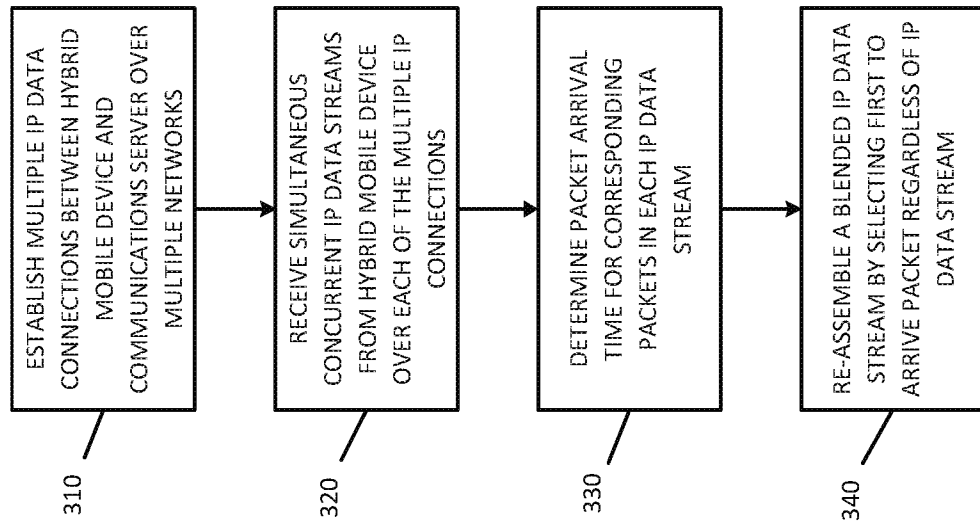 310
ESTABLISH MULTIPLE IP DATA
CONNECTIONS BETWEEN HYBRID
MOBILE DEVICE AND
COMMUNICATIONS SERVER OVER
MULTIPLE NETWORKS
320
RECEIVE SIMULTANEOUS
CONCURRENT IP DATA STREAMS
FROM HYBRID MOBILE DEVICE
OVER EACH OF THE MULTIPLE IP
CONNECTIONS
330
DETERMINE PACKET ARRIVAL
TIME FOR CORRESPONDING
PACKETS IN EACH IP DATA
STREAM
340
RE-ASSEMBLE A BLENDED IP DATA
STREAM BY SELECTING FIRST TO
ARRIVE PACKET REGARDLESS OF IP
DATA STREAM